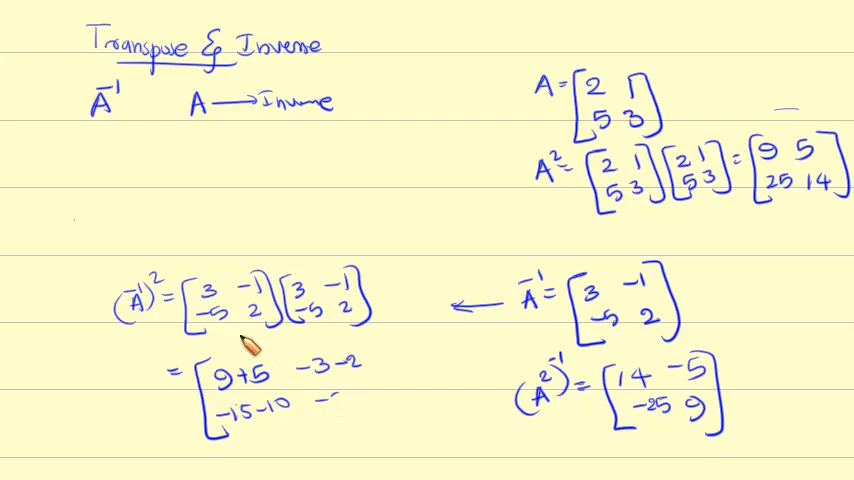 Transpose & Inverse
A⁻¹ A → Inverse
A = [2 1
5 3]
A² = [2 1
5 3] [2 1
5 3] = [9 5
25 14]
(A⁻¹)² = [3 -1
-5 2] [3 -1
-5 2] ← A⁻¹ = [3 -1
-5 2]
= [9+5 -3-2
-15-10
(A²)⁻¹ = [14 -5
-25 9]